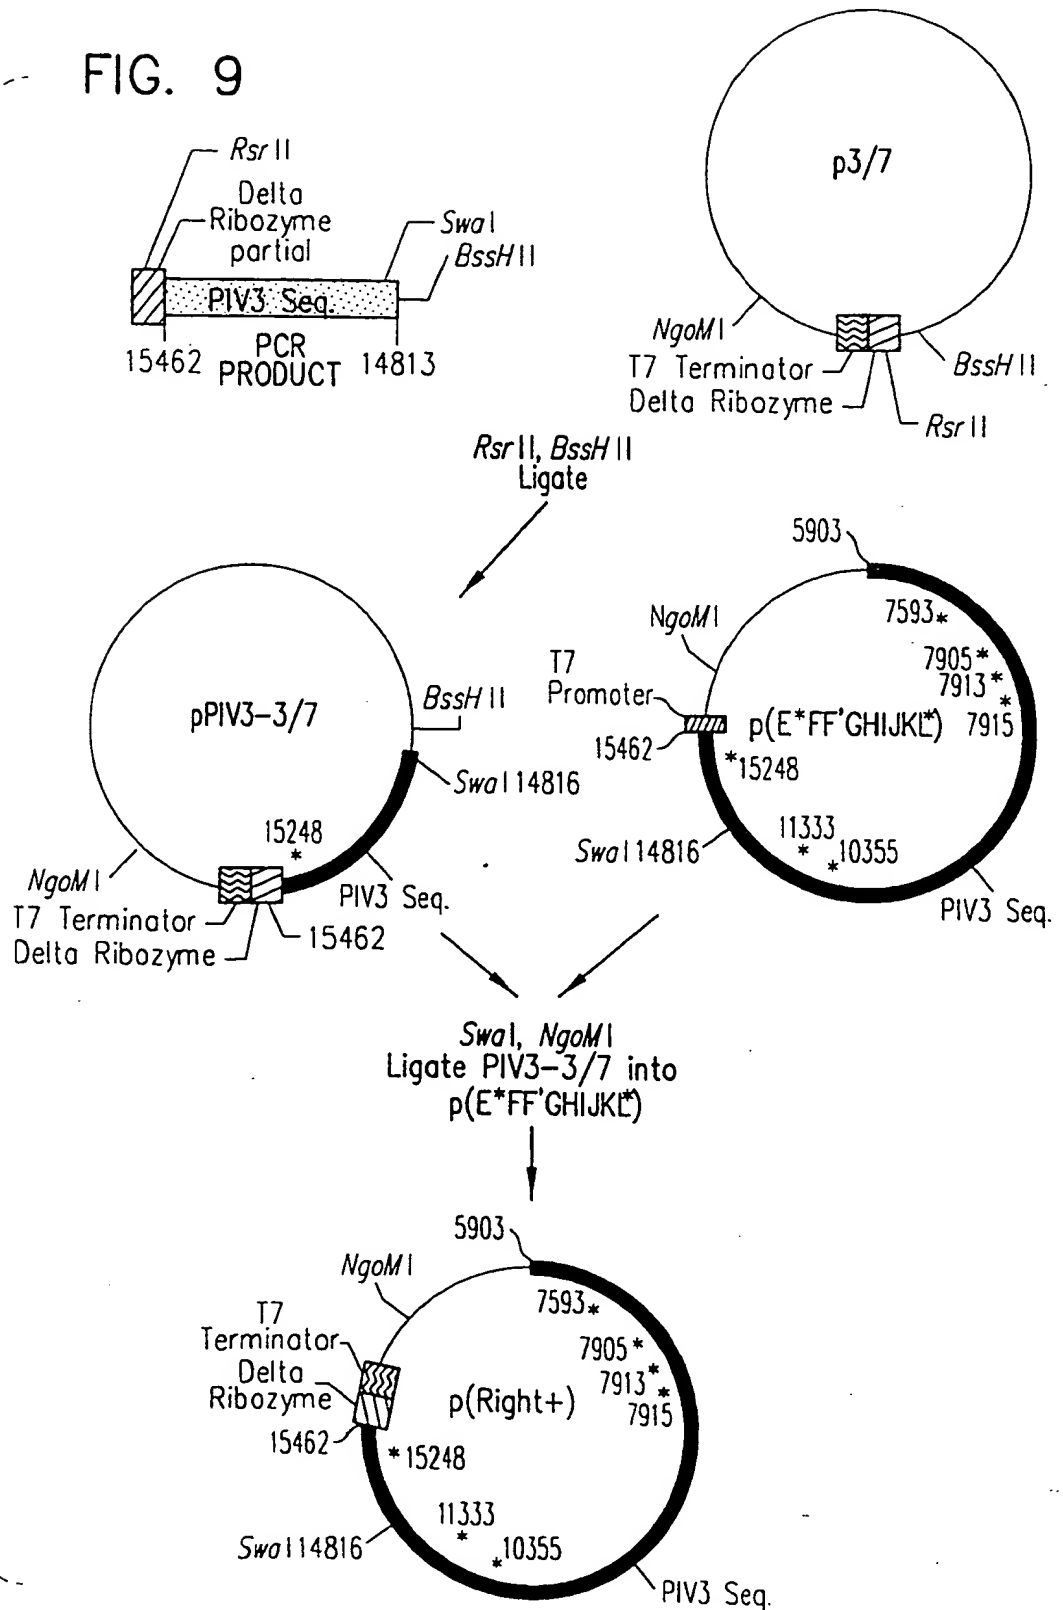 FIG. 9
Rsr II
Delta
Ribozyme
partial
Swa I
BssH II
PIV3 Seq.
15462
PCR
PRODUCT
14813
p3/7
NgoM I
T7 Terminator
Delta Ribozyme
BssH II
Rsr II
Rsr II, BssH II
Ligate
pPIV3-3/7
BssH II
Swa I 14816
15248
*
NgoM I
T7 Terminator
Delta Ribozyme
15462
PIV3 Seq.
5903
NgoM I
7593*
7905*
7913*
*
7915
T7
Promoter
15462
p(E*FF'GHIJKL*)
*15248
11333
*
*10355
Swa I 14816
PIV3 Seq.
Swa I, NgoM I
Ligate PIV3-3/7 into
p(E*FF'GHIJKL*)
5903
NgoM I
7593*
7905*
7913*
*
7915
T7
Terminator
Delta
Ribozyme
p(Right+)
15462
*15248
11333
*
*10355
Swa I 14816
PIV3 Seq.